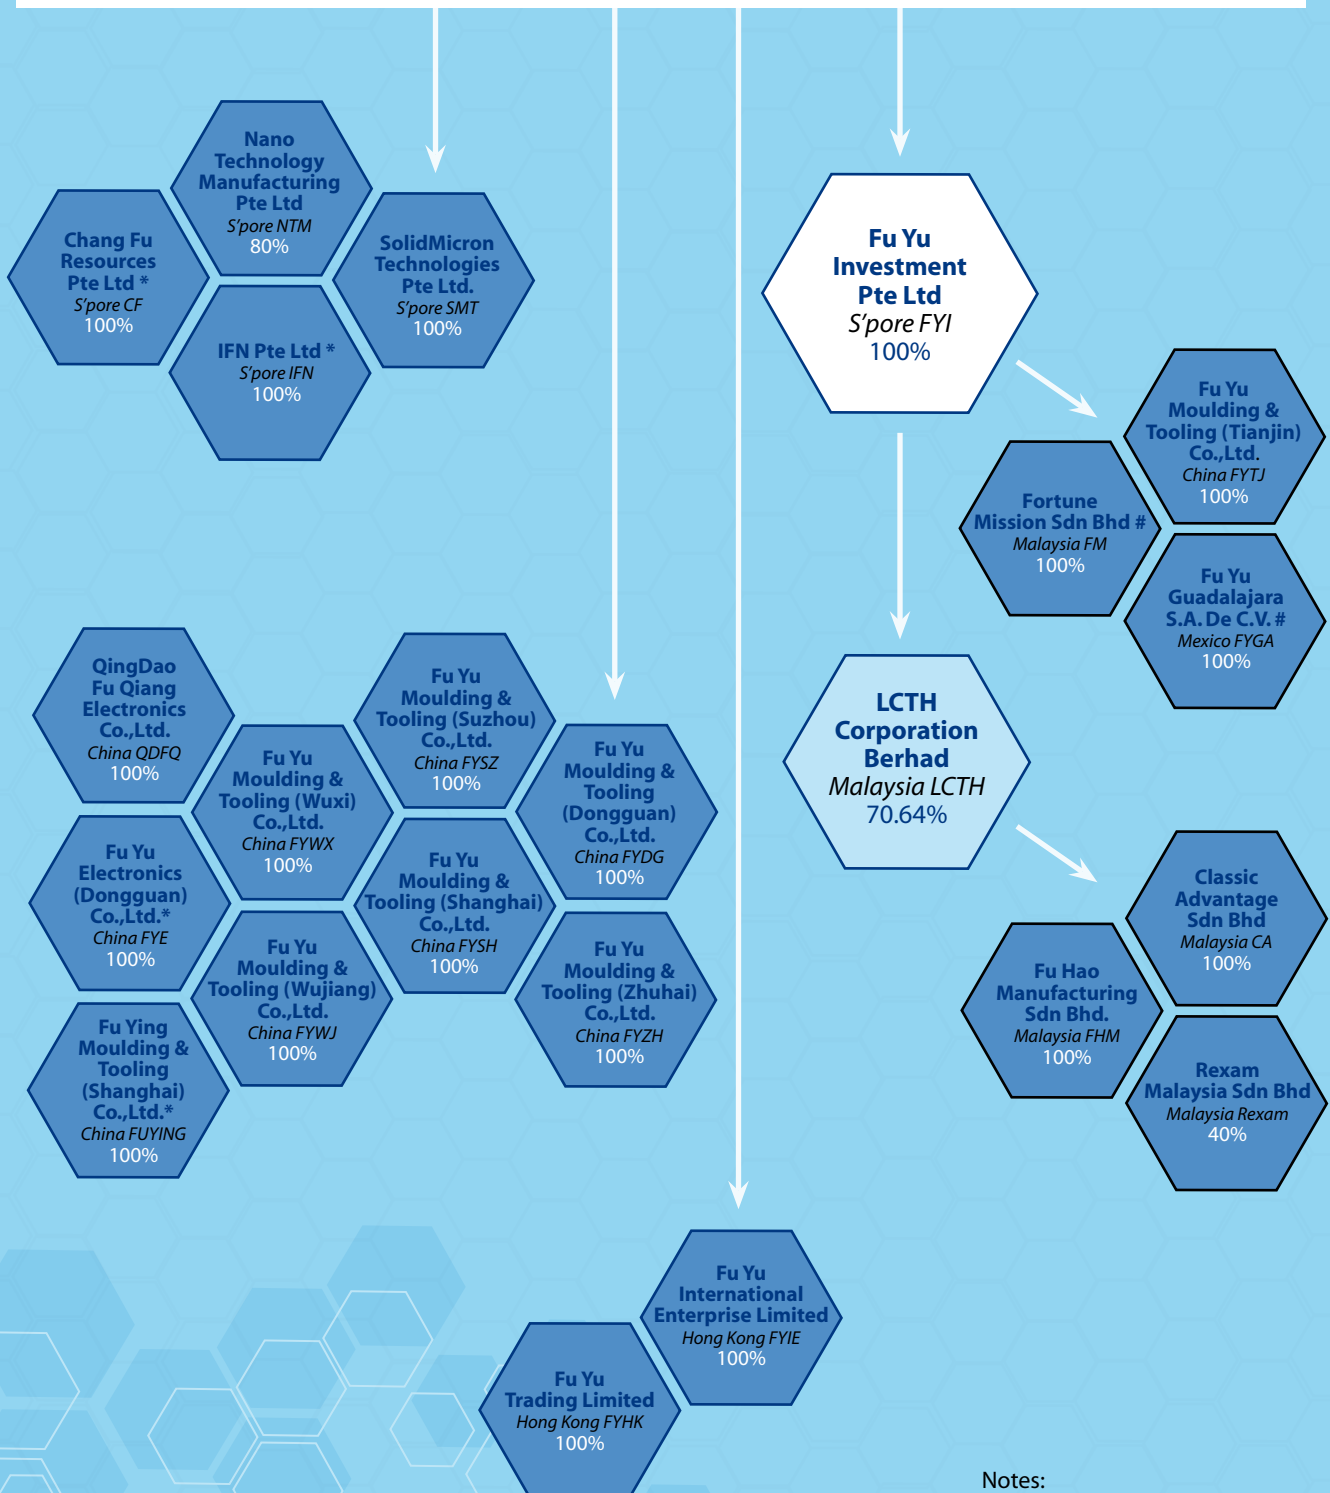 Nano
Technology
Manufacturing
Pte Ltd
S'pore NTM
80%
Chang Fu
Resources
Pte Ltd *
S'pore CF
100%
SolidMicron
Technologies
Pte Ltd.
S'pore SMT
100%
IFN Pte Ltd *
S'pore IFN
100%
Fu Yu
Investment
Pte Ltd
S'pore FYI
100%
Fu Yu
Moulding &
Tooling (Tianjin)
Co.,Ltd.
China FYTJ
100%
Fortune
Mission Sdn Bhd #
Malaysia FM
100%
Fu Yu
Guadalajara
S.A. De C.V. #
Mexico FYGA
100%
QingDao
Fu Qiang
Electronics
Co.,Ltd.
China QDFQ
100%
Fu Yu
Moulding &
Tooling (Suzhou)
Co.,Ltd.
China FYSZ
100%
Fu Yu
Moulding &
Tooling (Wuxi)
Co.,Ltd.
China FYWX
100%
Fu Yu
Moulding &
Tooling
(Dongguan)
Co.,Ltd.
China FYDG
100%
Fu Yu
Electronics
(Dongguan)
Co.,Ltd.*
China FYE
100%
Fu Yu
Moulding &
Tooling (Shanghai)
Co.,Ltd.
China FYSH
100%
Fu Yu
Moulding &
Tooling (Wujiang)
Co.,Ltd.
China FYWJ
100%
Fu Yu
Moulding &
Tooling (Zhuhai)
Co.,Ltd.
China FYZH
100%
Fu Ying
Moulding &
Tooling
(Shanghai)
Co.,Ltd.*
China FUYING
100%
LCTH
Corporation
Berhad
Malaysia LCTH
70.64%
Classic
Advantage
Sdn Bhd
Malaysia CA
100%
Fu Hao
Manufacturing
Sdn Bhd.
Malaysia FHM
100%
Rexam
Malaysia Sdn Bhd
Malaysia Rexam
40%
Fu Yu
International
Enterprise Limited
Hong Kong FYIE
100%
Fu Yu
Trading Limited
Hong Kong FYHK
100%
Notes: